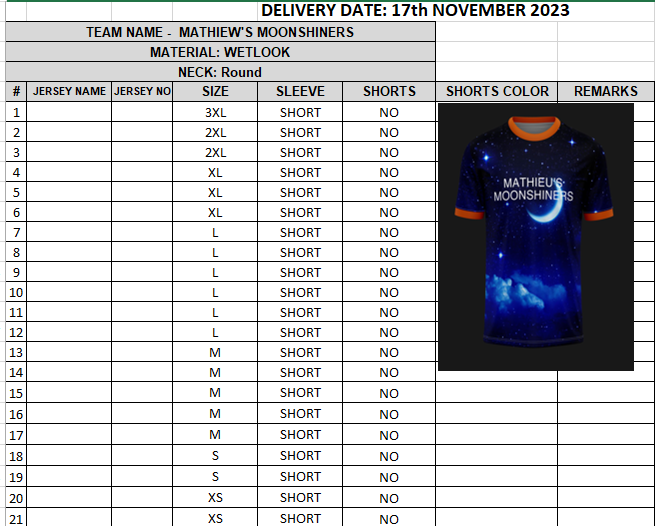 DELIVERY DATE: 17th NOVEMBER 2023
TEAM NAME - MATHIEW'S MOONSHINERS
MATERIAL: WETLOOK
NECK: Round
# JERSEY NAME JERSEY NO SIZE SLEEVE SHORTS SHORTS COLOR REMARKS
1 3XL SHORT NO
2 2XL SHORT NO
3 2XL SHORT NO
4 XL SHORT NO
5 XL SHORT NO
6 XL SHORT NO
7 L SHORT NO
8 L SHORT NO
9 L SHORT NO
10 L SHORT NO
11 L SHORT NO
12 L SHORT NO
13 M SHORT NO
14 M SHORT NO
15 M SHORT NO
16 M SHORT NO
17 M SHORT NO
18 S SHORT NO
19 S SHORT NO
20 XS SHORT NO
21 XS SHORT NO
MATHIEU'S
MOONSHINERS